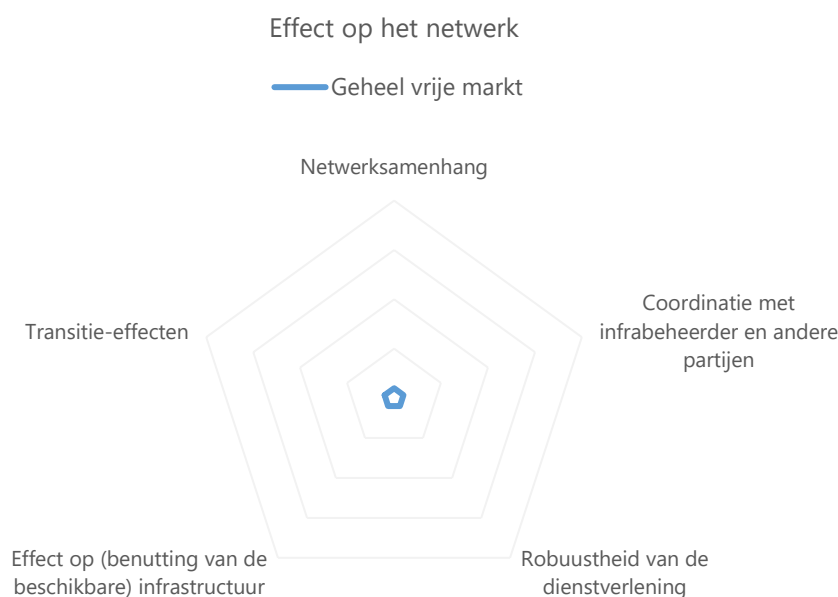 Effect op het netwerk
Geheel vrije markt
Netwerksamenhang
Coordinatie met
infrabeheerder en andere
partijen
Transitie-effecten
Effect op (benutting van de
beschikbare) infrastructuur
Robuustheid van de
dienstverlening